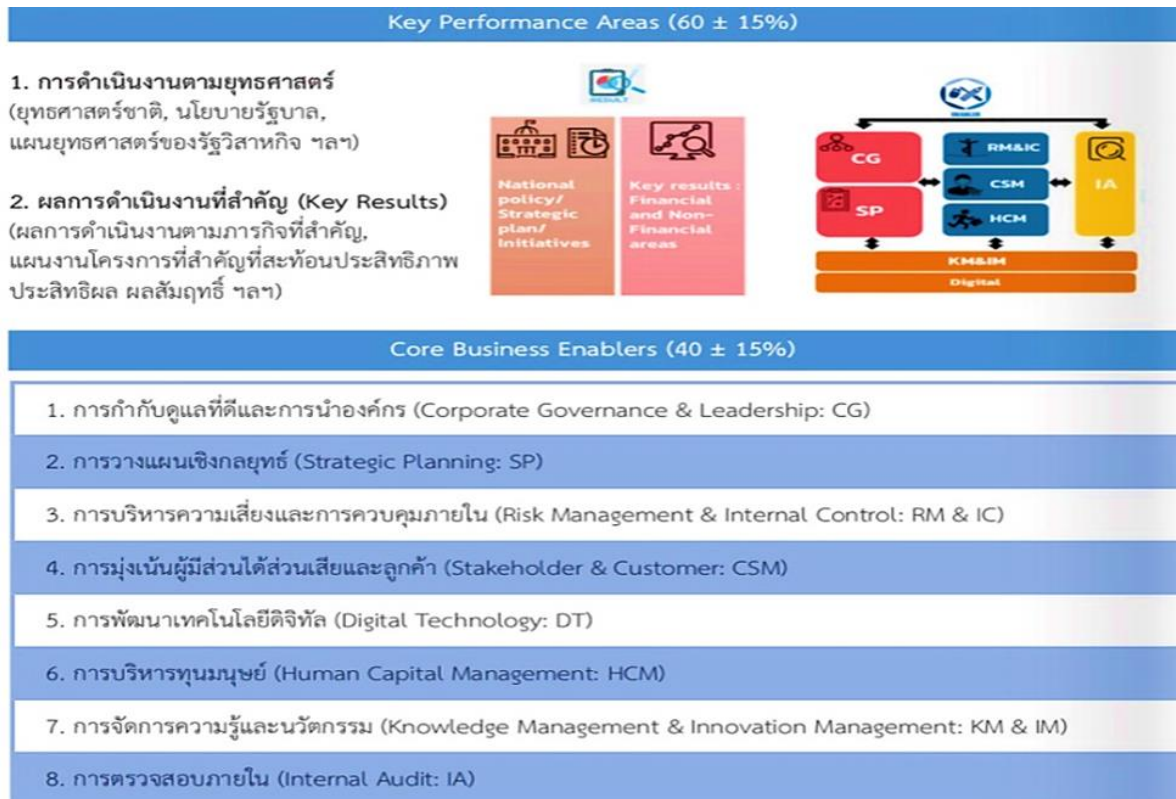 Key Performance Areas (60 ± 15%)
1. การดำเนินงานตามยุทธศาสตร์
(ยุทธศาสตร์ชาติ, นโยบายรัฐบาล,
แผนยุทธศาสตร์ของรัฐวิสาหกิจ ฯลฯ)
2. ผลการดำเนินงานที่สำคัญ (Key Results)
(ผลการดำเนินงานตามภารกิจที่สำคัญ,
แผนงานโครงการที่สำคัญที่สะท้อนประสิทธิภาพ
ประสิทธิผล ผลสัมฤทธิ์ ฯลฯ)
RESULT
National
policy/
Strategic
plan/
Initiatives
Key results :
Financial
and Non-
Financial
areas
CG
SP
RM&IC
CSM
HCM
IA
KM&IM
Digital
Core Business Enablers (40 ± 15%)
1. การกำกับดูแลที่ดีและการนำองค์กร (Corporate Governance & Leadership: CG)
2. การวางแผนเชิงกลยุทธ์ (Strategic Planning: SP)
3. การบริหารความเสี่ยงและการควบคุมภายใน (Risk Management & Internal Control: RM & IC)
4. การมุ่งเน้นผู้มีส่วนได้ส่วนเสียและลูกค้า (Stakeholder & Customer: CSM)
5. การพัฒนาเทคโนโลยีดิจิทัล (Digital Technology: DT)
6. การบริหารทุนมนุษย์ (Human Capital Management: HCM)
7. การจัดการความรู้และนวัตกรรม (Knowledge Management & Innovation Management: KM & IM)
8. การตรวจสอบภายใน (Internal Audit: IA)